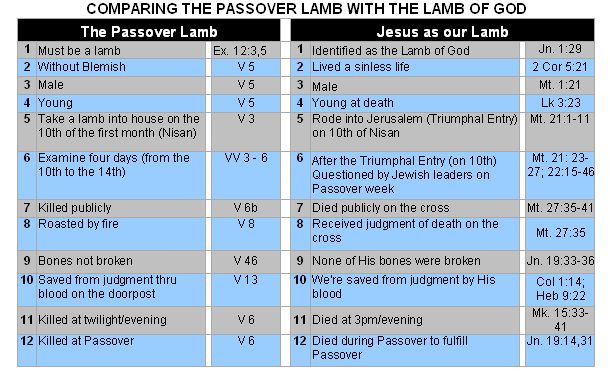 COMPARING THE PASSOVER LAMB WITH THE LAMB OF GOD
The Passover Lamb Jesus as our Lamb
1 Must be a lamb Ex. 12:3,5 1 Identified as the Lamb of God Jn. 1:29
2 Without Blemish V 5 2 Lived a sinless life 2 Cor 5:21
3 Male V 5 3 Male Mt. 1:21
4 Young V 5 4 Young at death Lk 3:23
5 Take a lamb into house on the V 3 5 Rode into Jerusalem (Triumphal Entry) Mt. 21:1-11
10th of the first month (Nisan) on 10th of Nisan
6 Examine four days (from the VV 3 - 6 6 After the Triumphal Entry (on 10th) Mt. 21: 23-
10th to the 14th) Questioned by Jewish leaders on 27; 22:15-46
Passover week
7 Killed publicly V 6b 7 Died publicly on the cross Mt. 27:35-41
8 Roasted by fire V 8 8 Received judgment of death on the Mt. 27:35
cross
9 Bones not broken V 46 9 None of His bones were broken Jn. 19:33-36
10 Saved from judgment thru V 13 10 We're saved from judgment by His Col 1:14;
blood on the doorpost blood Heb 9:22
11 Killed at twilight/evening V 6 11 Died at 3pm/evening Mk. 15:33-
41
12 Killed at Passover V 6 12 Died during Passover to fulfill Jn. 19:14,31
Passover